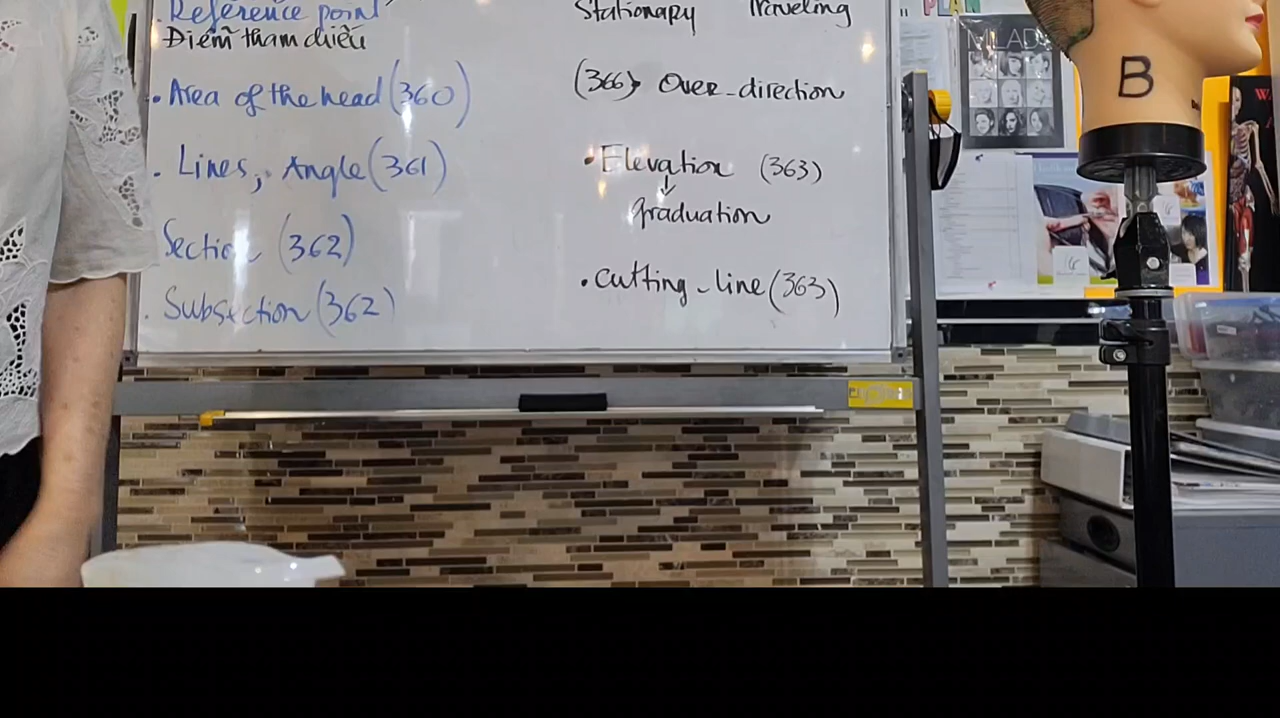 Reference point
Điểm tham chiếu
. Area of the head (360)
. Lines, Angle (361)
Section (362)
. Subsection (362)
Stationary Traveling
(366) Over-direction
• Elevation (363)
graduation
• cutting-line (363)
PLAN
MILADY
B